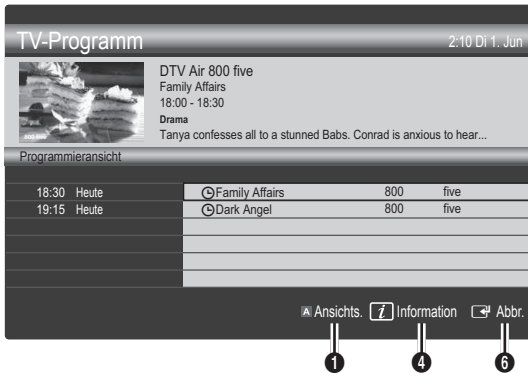 TV-Programm 2:10 Di 1. Jun
DTV Air 800 five
Family Affairs
18:00 - 18:30
Drama
Tanya confesses all to a stunned Babs. Conrad is anxious to hear...
Programmieransicht
18:30 Heute Family Affairs 800 five
19:15 Heute Dark Angel 800 five
A Ansichts. i Information Abbr.
1 4 6